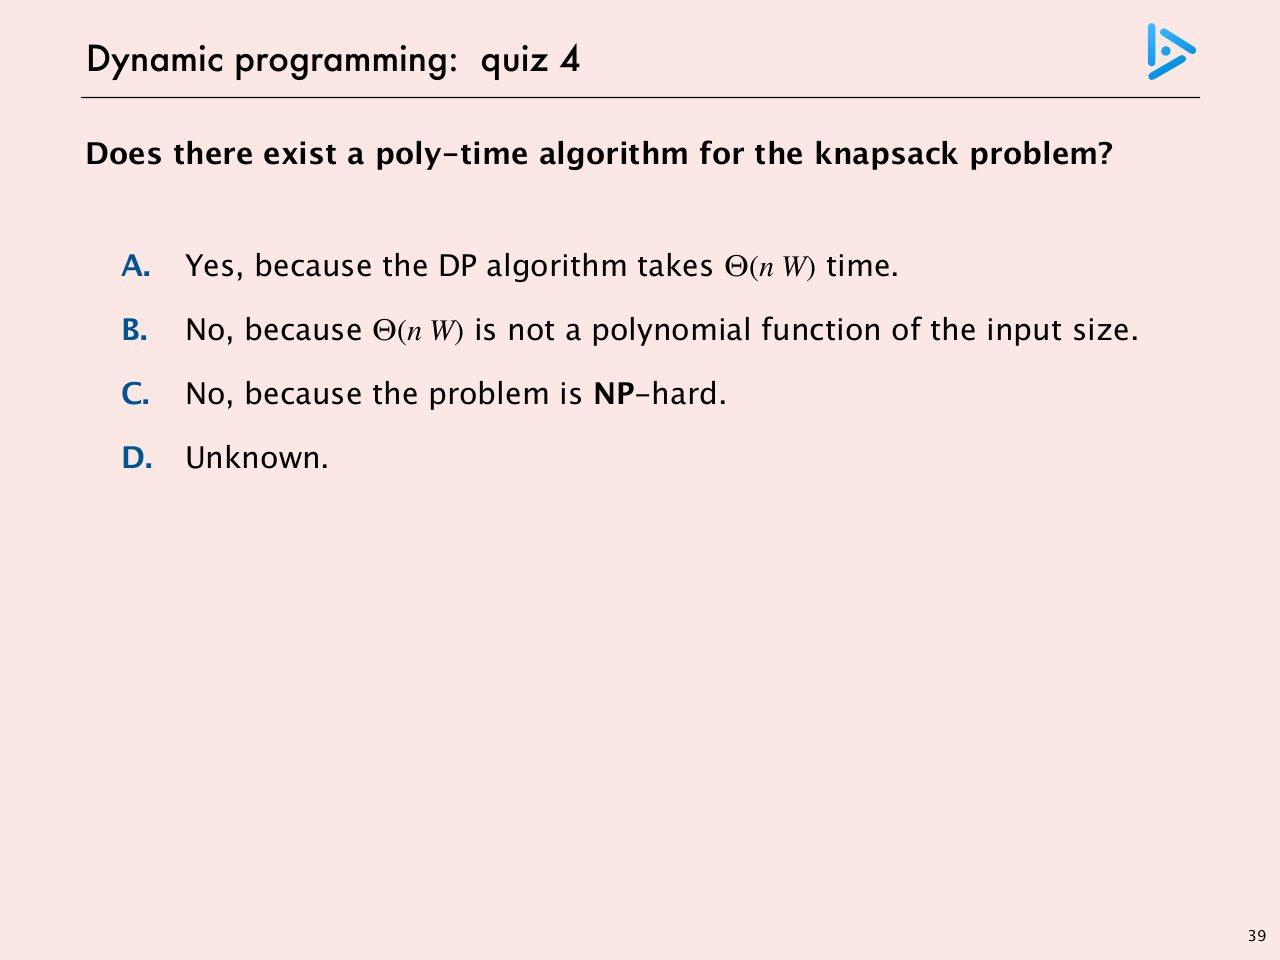 Dynamic programming: quiz 4
Does there exist a poly-time algorithm for the knapsack problem?
A. Yes, because the DP algorithm takes Θ(n W) time.
B. No, because Θ(n W) is not a polynomial function of the input size.
C. No, because the problem is NP-hard.
D. Unknown.
39